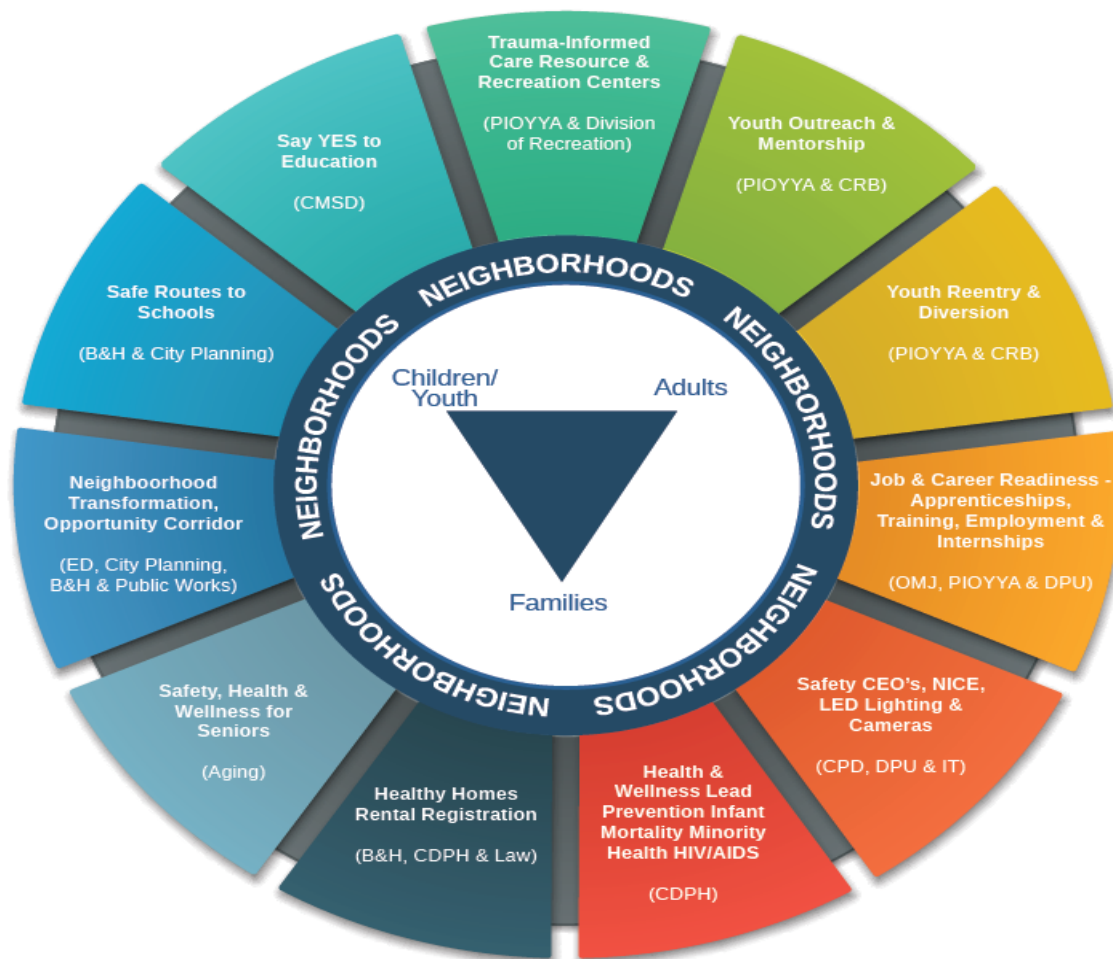 Trauma-Informed
Care Resource &
Recreation Centers
(PIOYYA & Division
of Recreation)
Youth Outreach &
Mentorship
(PIOYYA & CRB)
Youth Reentry &
Diversion
(PIOYYA & CRB)
Job & Career Readiness -
Apprenticeships,
Training, Employment &
Internships
(OMJ, PIOYYA & DPU)
Safety CEO's, NICE,
LED Lighting &
Cameras
(CPD, DPU & IT)
Health &
Wellness Lead
Prevention Infant
Mortality Minority
Health HIV/AIDS
(CDPH)
Healthy Homes
Rental Registration
(B&H, CDPH & Law)
Safety, Health &
Wellness for
Seniors
(Aging)
Neighboorhood
Transformation,
Opportunity Corridor
(ED, City Planning,
B&H & Public Works)
Safe Routes to
Schools
(B&H & City Planning)
Say YES to
Education
(CMSD)
NEIGHBORHOODS
NEIGHBORHOODS
NEIGHBORHOODS
NEIGHBORHOODS
NEIGHBORHOODS
Children/
Youth
Adults
Families